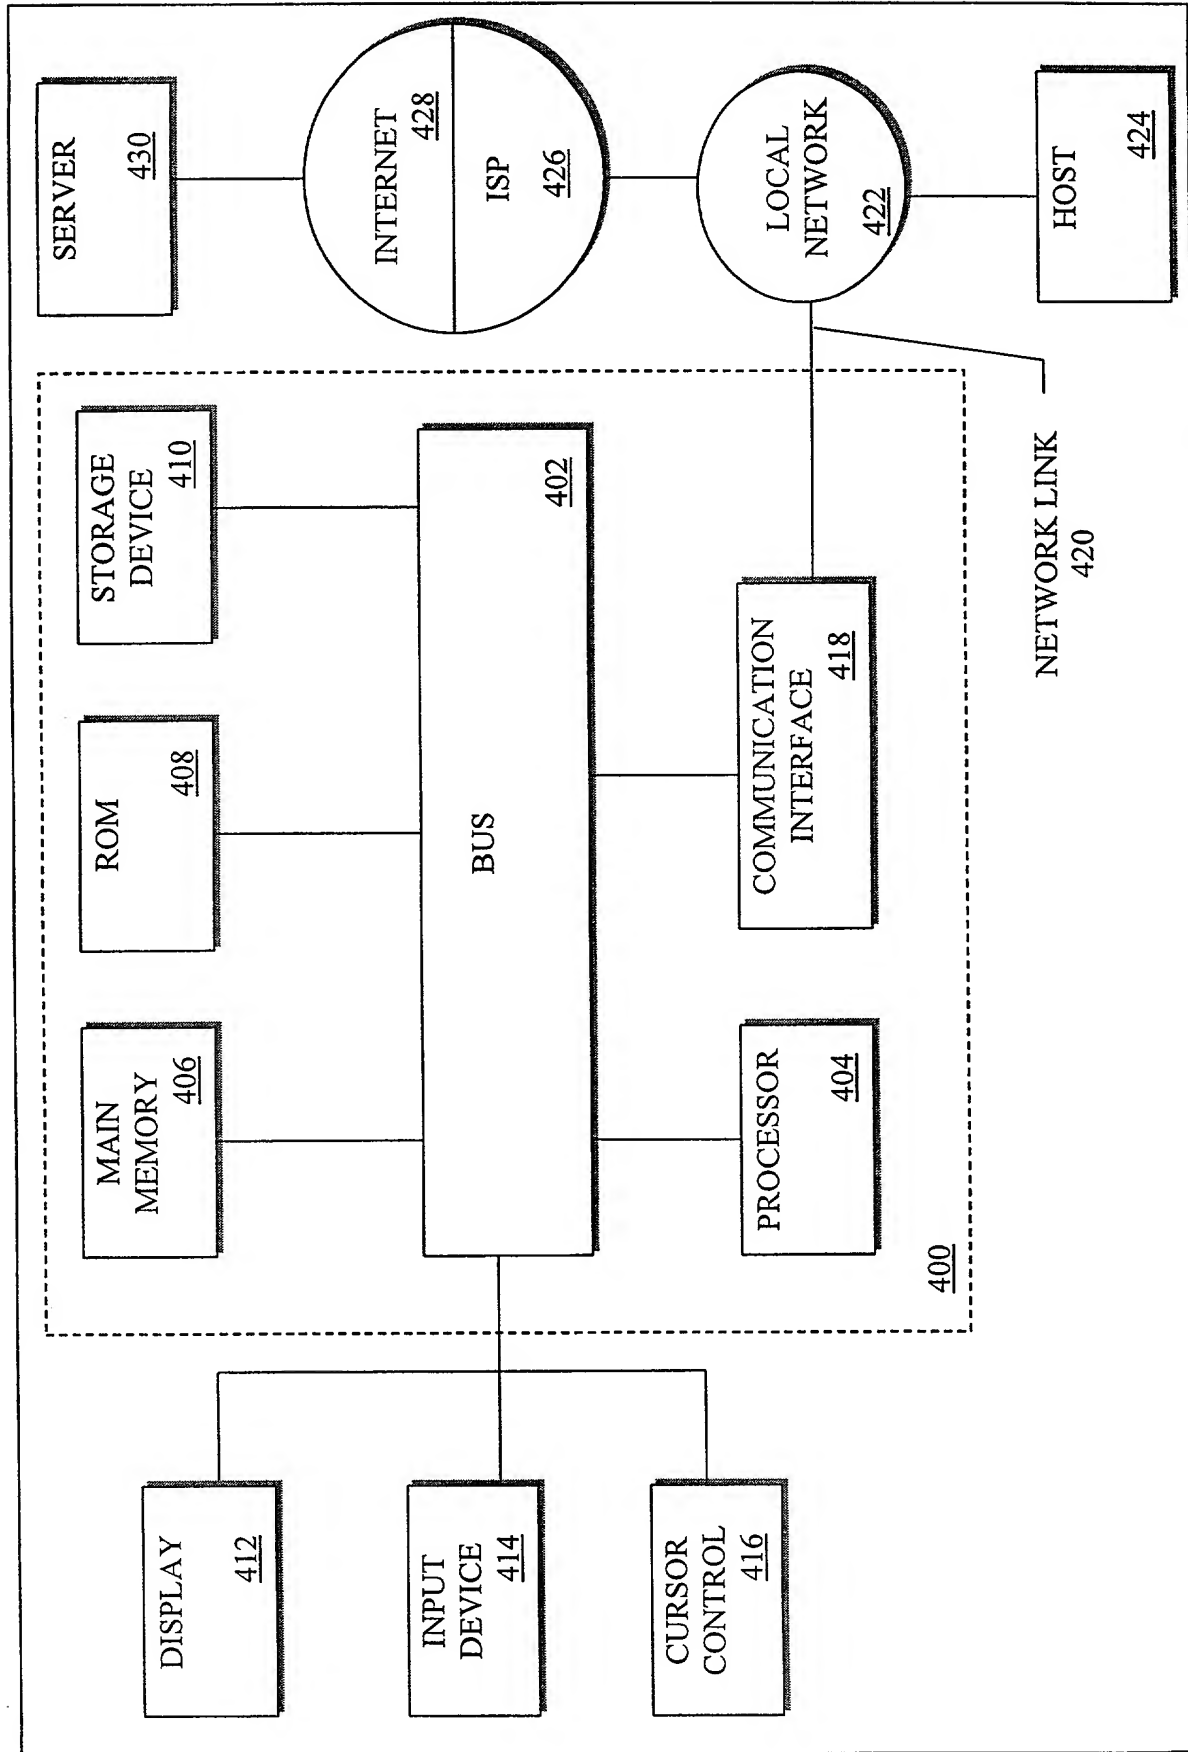 DISPLAY
412
INPUT
DEVICE
414
CURSOR
CONTROL
416
MAIN
MEMORY
406
ROM
408
STORAGE
DEVICE
410
BUS
402
PROCESSOR
404
COMMUNICATION
INTERFACE
418
400
SERVER
430
INTERNET
428
ISP
426
LOCAL
NETWORK
422
HOST
424
NETWORK LINK
420